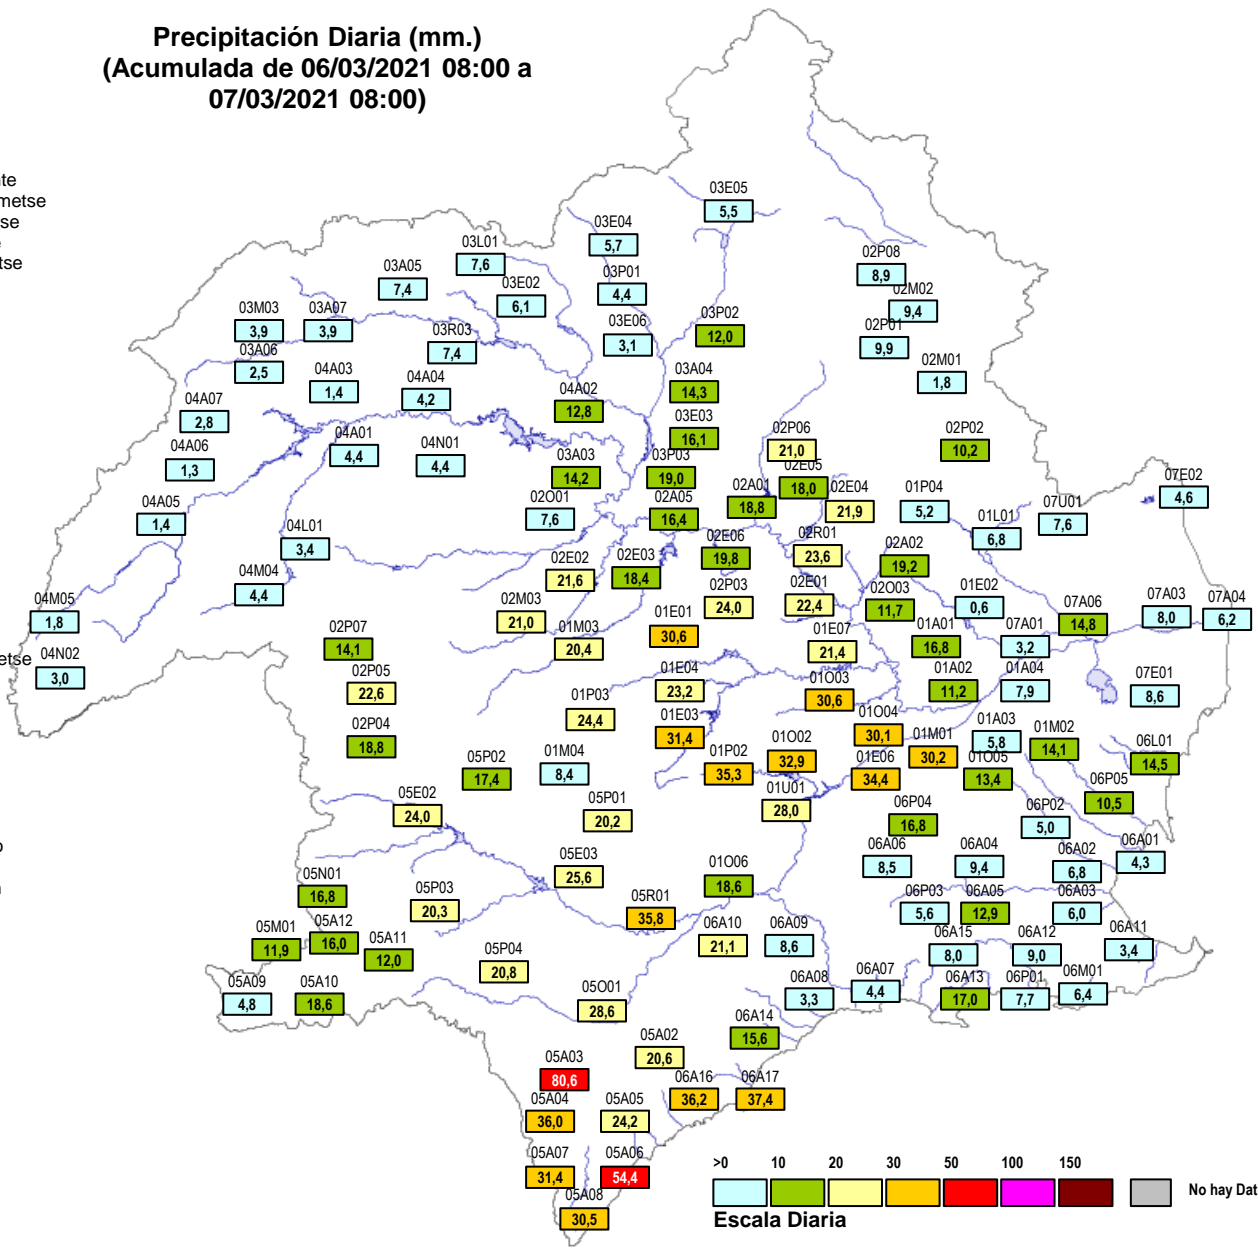 Precipitación Diaria (mm.)
(Acumulada de 06/03/2021 08:00 a
07/03/2021 08:00)
nte
metse
tse
e
tse
etse
o
n
03E05
5,5
03E04
5,7
03L01
7,6
02P08
8,9
03A05
7,4
03P01
4,4
03E02
6,1
02M02
9,4
03M03
3,9
03A07
3,9
03P02
12,0
03E06
3,1
02P01
9,9
03R03
7,4
03A06
2,5
02M01
1,8
03A04
14,3
04A03
1,4
04A04
4,2
04A02
12,8
04A07
2,8
03E03
16,1
04A01
4,4
04N01
4,4
02P06
21,0
02P02
10,2
04A06
1,3
03A03
14,2
03P03
19,0
02E05
18,0
07E02
4,6
02A01
18,8
02E04
21,9
01P04
5,2
04A05
1,4
02O01
7,6
02A05
16,4
07U01
7,6
01L01
6,8
04L01
3,4
02E06
19,8
02R01
23,6
02A02
19,2
02E02
21,6
02E03
18,4
04M04
4,4
02P03
24,0
02E01
22,4
02O03
11,7
01E02
0,6
04M05
1,8
02M03
21,0
07A03
8,0
07A04
6,2
07A06
14,8
01E01
30,6
02P07
14,1
01M03
20,4
01E07
21,4
01A01
16,8
07A01
3,2
04N02
3,0
02P05
22,6
01E04
23,2
01O03
30,6
01A02
11,2
01A04
7,9
07E01
8,6
01P03
24,4
02P04
18,8
01E03
31,4
01O04
30,1
01M01
30,2
01A03
5,8
01M02
14,1
05P02
17,4
01M04
8,4
01P02
35,3
01O02
32,9
01E06
34,4
01O05
13,4
06L01
14,5
05E02
24,0
05P01
20,2
01U01
28,0
06P04
16,8
06P02
5,0
06P05
10,5
05E03
25,6
01O06
18,6
06A06
8,5
06A04
9,4
06A02
6,8
06A01
4,3
05N01
16,8
05P03
20,3
05R01
35,8
06P03
5,6
06A05
12,9
06A03
6,0
05M01
11,9
05A12
16,0
05A11
12,0
06A10
21,1
06A09
8,6
06A15
8,0
06A12
9,0
06A11
3,4
05P04
20,8
05A09
4,8
05A10
18,6
05O01
28,6
06A08
3,3
06A07
4,4
06A13
17,0
06P01
7,7
06M01
6,4
06A14
15,6
05A02
20,6
05A03
80,6
06A16
36,2
06A17
37,4
05A04
36,0
05A05
24,2
05A07
31,4
05A06
54,4
05A08
30,5
>0 10 20 30 50 100 150
No hay Dat
Escala Diaria